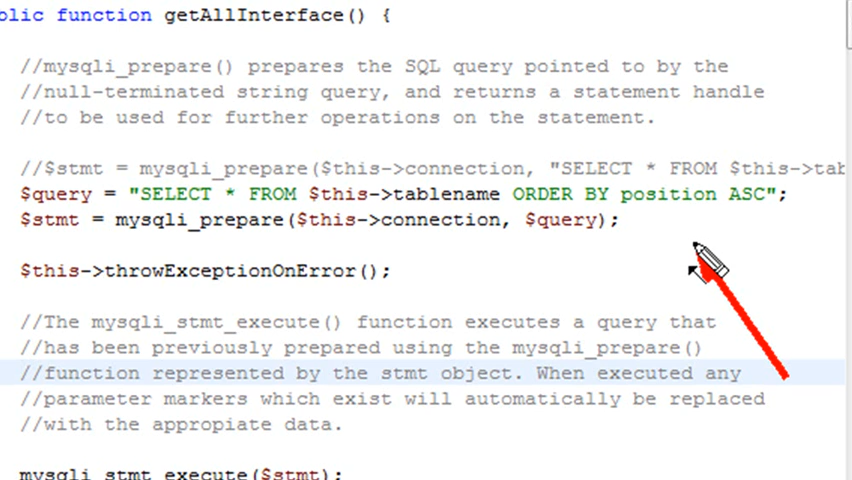 olic function getAllInterface() {
//mysqli_prepare() prepares the SQL query pointed to by the
//null-terminated string query, and returns a statement handle
//to be used for further operations on the statement.
//$stmt = mysqli_prepare($this->connection, "SELECT * FROM $this->tab
$query = "SELECT * FROM $this->tablename ORDER BY position ASC";
$stmt = mysqli_prepare($this->connection, $query);
$this->throwExceptionOnError();
//The mysqli_stmt_execute() function executes a query that
//has been previously prepared using the mysqli_prepare()
//function represented by the stmt object. When executed any
//parameter markers which exist will automatically be replaced
//with the appropiate data.
mysqli_stmt_execute($stmt);